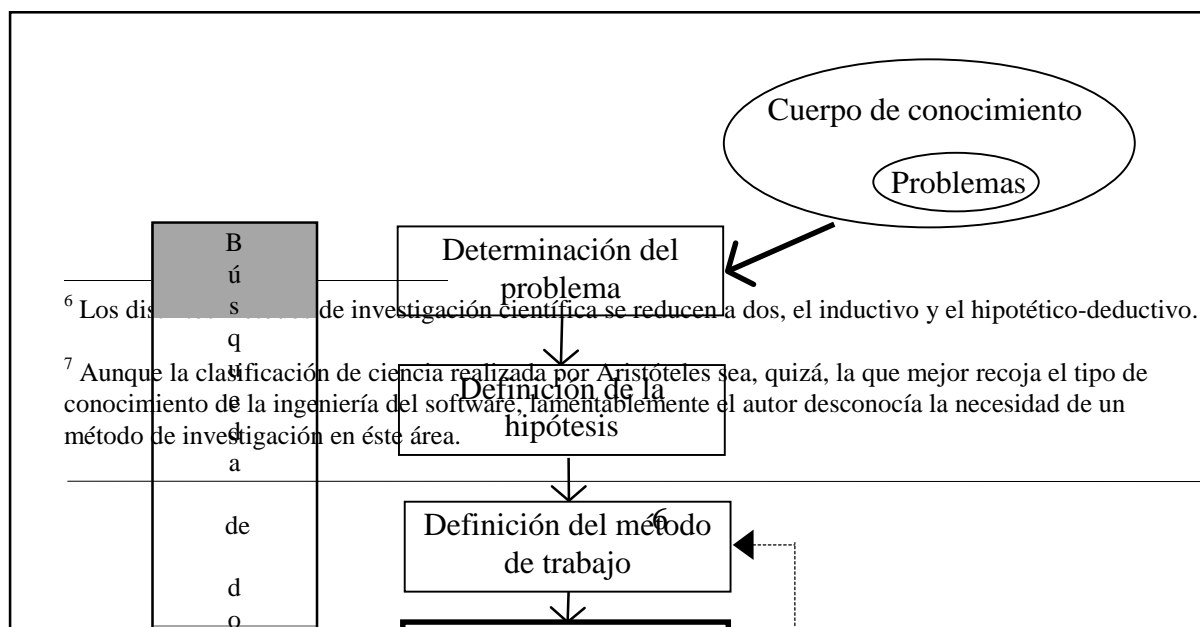 Cuerpo de conocimiento
Problemas
Determinación del
problema
Definición de la
hipótesis
Definición del método
de trabajo
B
ú
s
q
u
e
d
a
de
d
o
6 Los de investigación científica se reducen a dos, el inductivo y el hipotético-deductivo.
7 Aunque la clasificación de ciencia realizada por Aristóteles sea, quizá, la que mejor recoja el tipo de
conocimiento de la ingeniería del software, lamentablemente el autor desconocía la necesidad de un
método de investigación en éste área.
6